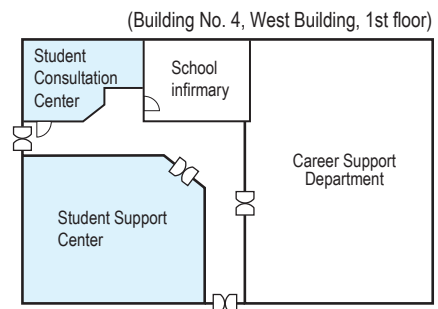 (Building No. 4, West Building, 1st floor)
Student
Consultation
Center
School
infirmary
Career Support
Department
Student Support
Center